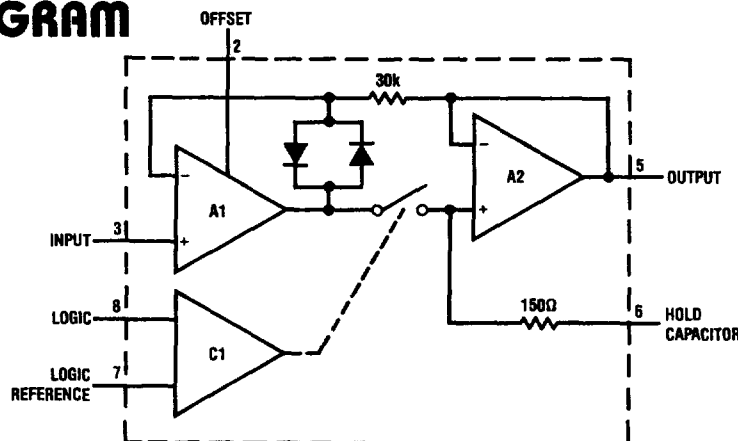 GRAM
OFFSET
2
30k
−
A1
+
−
A2
+
5 OUTPUT
INPUT 3
LOGIC 8
C1
LOGIC
REFERENCE 7
150Ω
6 HOLD
CAPACITOR